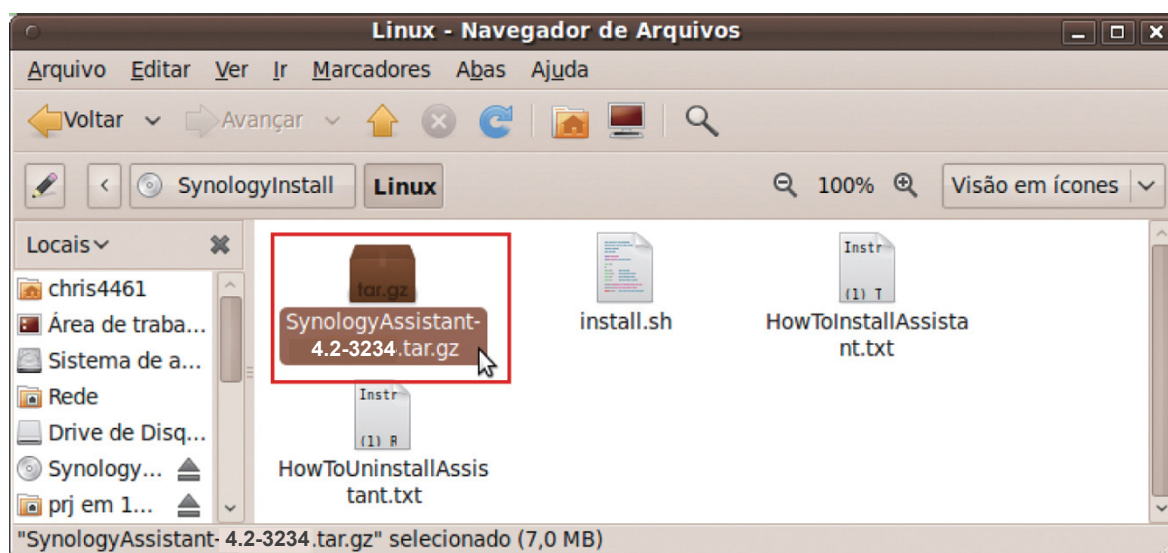 Linux - Navegador de Arquivos
Arquivo Editar Ver Ir Marcadores Abas Ajuda
Voltar Avançar
SynologyInstall Linux 100% Visão em ícones
Locais
chris4461
Área de traba...
Sistema de a...
Rede
Drive de Disq...
Synology...
prj em 1...
tar.gz
SynologyAssistant-
4.2-3234.tar.gz
install.sh
Instr
(1) T
HowToInstallAssista
nt.txt
Instr
(1) R
HowToUninstallAssis
tant.txt
"SynologyAssistant- 4.2-3234.tar.gz" selecionado (7,0 MB)